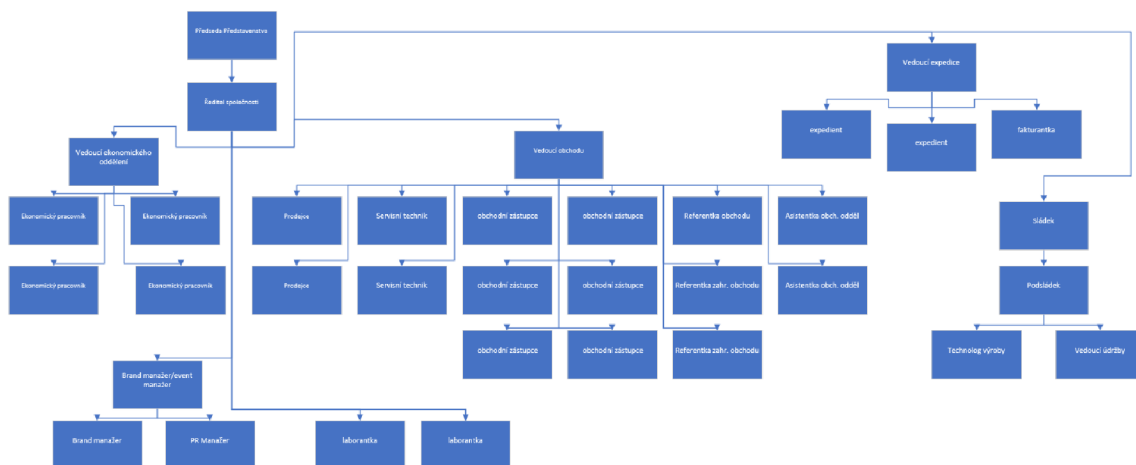 Předseda Představenstva
Vedoucí expedice
Ředitel společnosti
expedient
expedient
fakturantka
Vedoucí ekonomického
oddělení
Vedoucí obchodu
Ekonomický pracovník
Ekonomický pracovník
Prodejce
Servisní technik
obchodní zástupce
obchodní zástupce
Referentka obchodu
Asistentka obch. odděl
Sládek
Ekonomický pracovník
Ekonomický pracovník
Prodejce
Servisní technik
obchodní zástupce
obchodní zástupce
Referentka zahr. obchodu
Asistentka obch. odděl
Podsládek
obchodní zástupce
obchodní zástupce
Referentka zahr. obchodu
Technolog výroby
Vedoucí údržby
Brand manažer/event
manažer
Brand manažer
PR Manažer
laborantka
laborantka